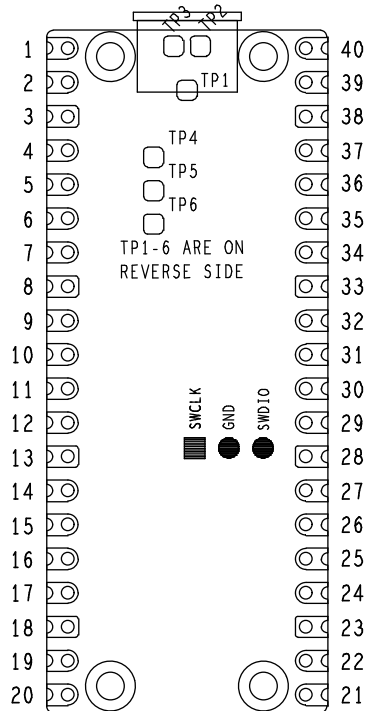 TP3 TP2
1 40
TP1
2 39
3 38
TP4
4 37
TP5
5 36
TP6
6 35
TP1-6 ARE ON
7 34
REVERSE SIDE
8 33
9 32
10 31
11 30
SWCLK
GND
SWDIO
12 29
13 28
14 27
15 26
16 25
17 24
18 23
19 22
20 21